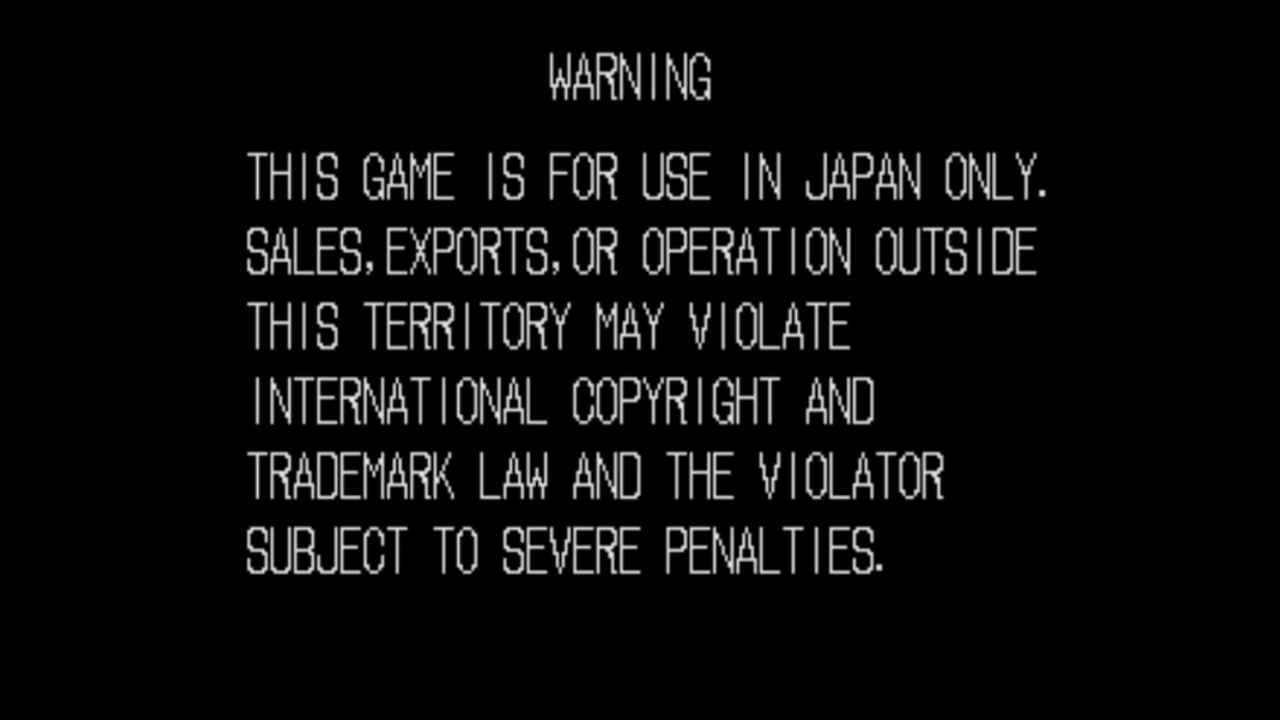 WARNING
THIS GAME IS FOR USE IN JAPAN ONLY.
SALES,EXPORTS,OR OPERATION OUTSIDE
THIS TERRITORY MAY VIOLATE
INTERNATIONAL COPYRIGHT AND
TRADEMARK LAW AND THE VIOLATOR
SUBJECT TO SEVERE PENALTIES.